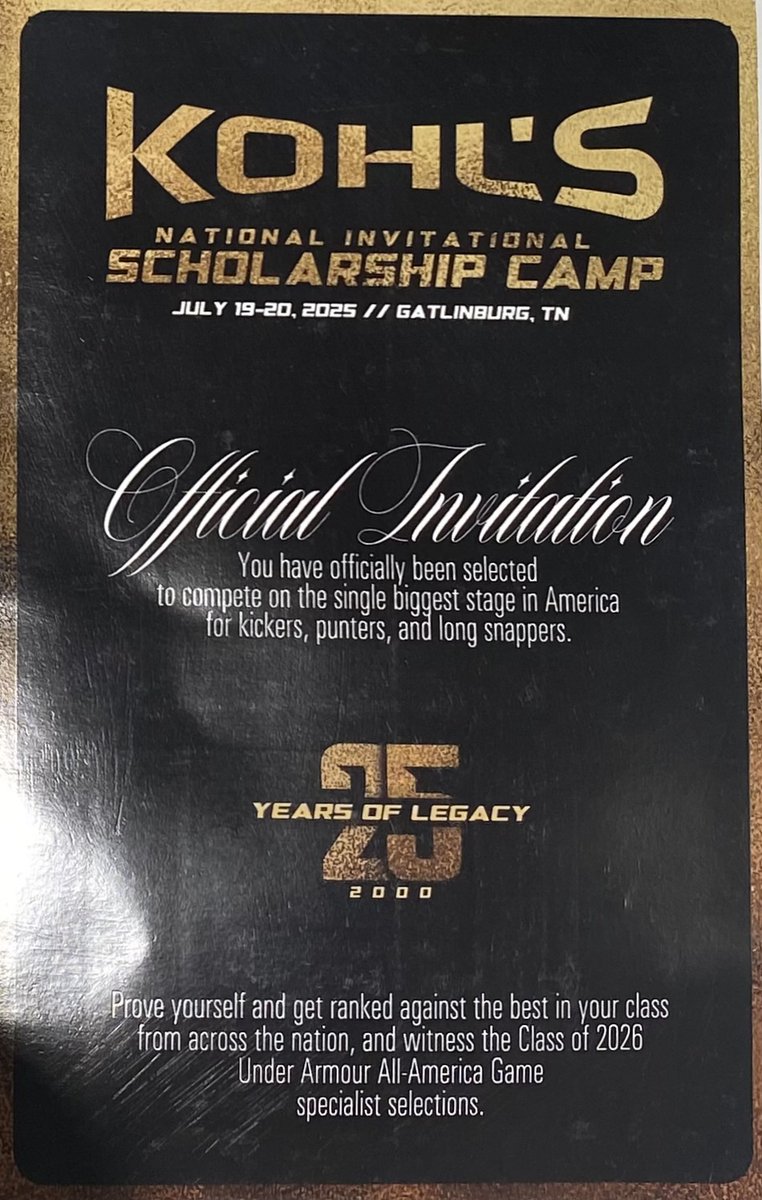 KOHL'S
NATIONAL INVITATIONAL
SCHOLARSHIP CAMP
JULY 19-20, 2025 // GATLINBURG, TN
Official Invitation
You have officially been selected
to compete on the single biggest stage in America
for kickers, punters, and long snappers.
25
YEARS OF LEGACY
2000
Prove yourself and get ranked against the best in your class
from across the nation, and witness the Class of 2026
Under Armour All-America Game
specialist selections.